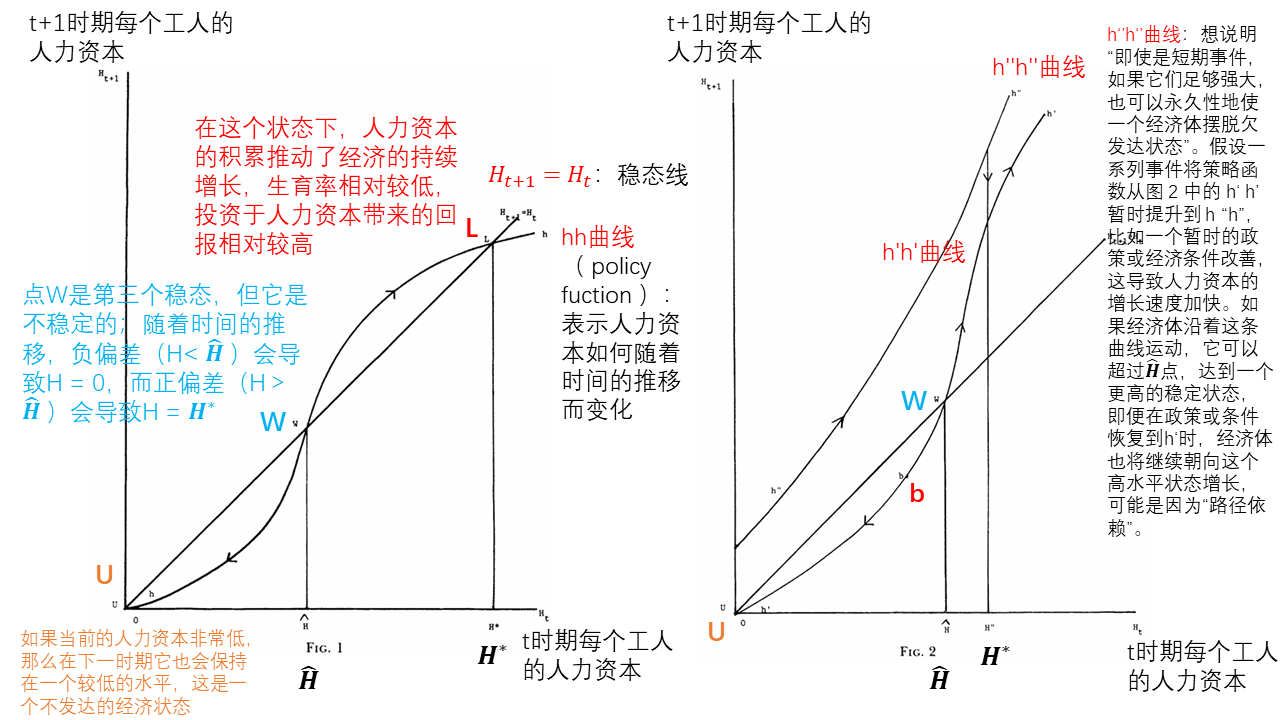 t+1时期每个工人的
人力资本
H t+1
在这个状态下，人力资本
的积累推动了经济的持续
增长，生育率相对较低，
投资于人力资本带来的回
报相对较高
H_{t+1} = H_t：稳态线
H t+1=Ht
L
L
h
hh曲线
（ policy
fuction ）:
表示人力资
本如何随着
时间的推移
而变化
点W是第三个稳态，但它是
不稳定的；随着时间的推
移，负偏差（H< Ĥ ）会导
致H = 0，而正偏差（H >
Ĥ ）会导致H = H*
W
W
U
h
U
O
Ĥ
H*
Ht
FIG. 1
Ĥ
H*
t时期每个工人
的人力资本
如果当前的人力资本非常低,
那么在下一时期它也会保持
在一个较低的水平，这是一
个不发达的经济状态
t+1时期每个工人的
人力资本
H t+1
h''h''曲线
h"
h'
h'h'曲线
W
W
b
b
h"
U
h'
O
U
Ĥ
H"
Ht
FIG. 2
Ĥ
H*
t时期每个工人
的人力资本
h‘’h‘’曲线：想说明
“即使是短期事件，
如果它们足够强大，
也可以永久性地使
一个经济体摆脱欠
发达状态”。假设一
系列事件将策略函
数从图 2 中的 h‘ h’
暂时提升到 h “h”，
比如一个暂时的政
策或经济条件改善，
这导致人力资本的
增长速度加快。如
果经济体沿着这条
曲线运动，它可以
超过Ĥ点，达到一个
更高的稳定状态，
即便在政策或条件
恢复到h‘时，经济体
也将继续朝向这个
高水平状态增长，
可能是因为“路径依
赖”。